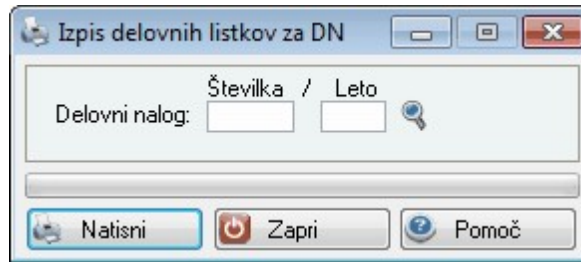 Izpis delovnih listkov za DN
Številka / Leto
Delovni nalog:
Natisni Zapri Pomoč